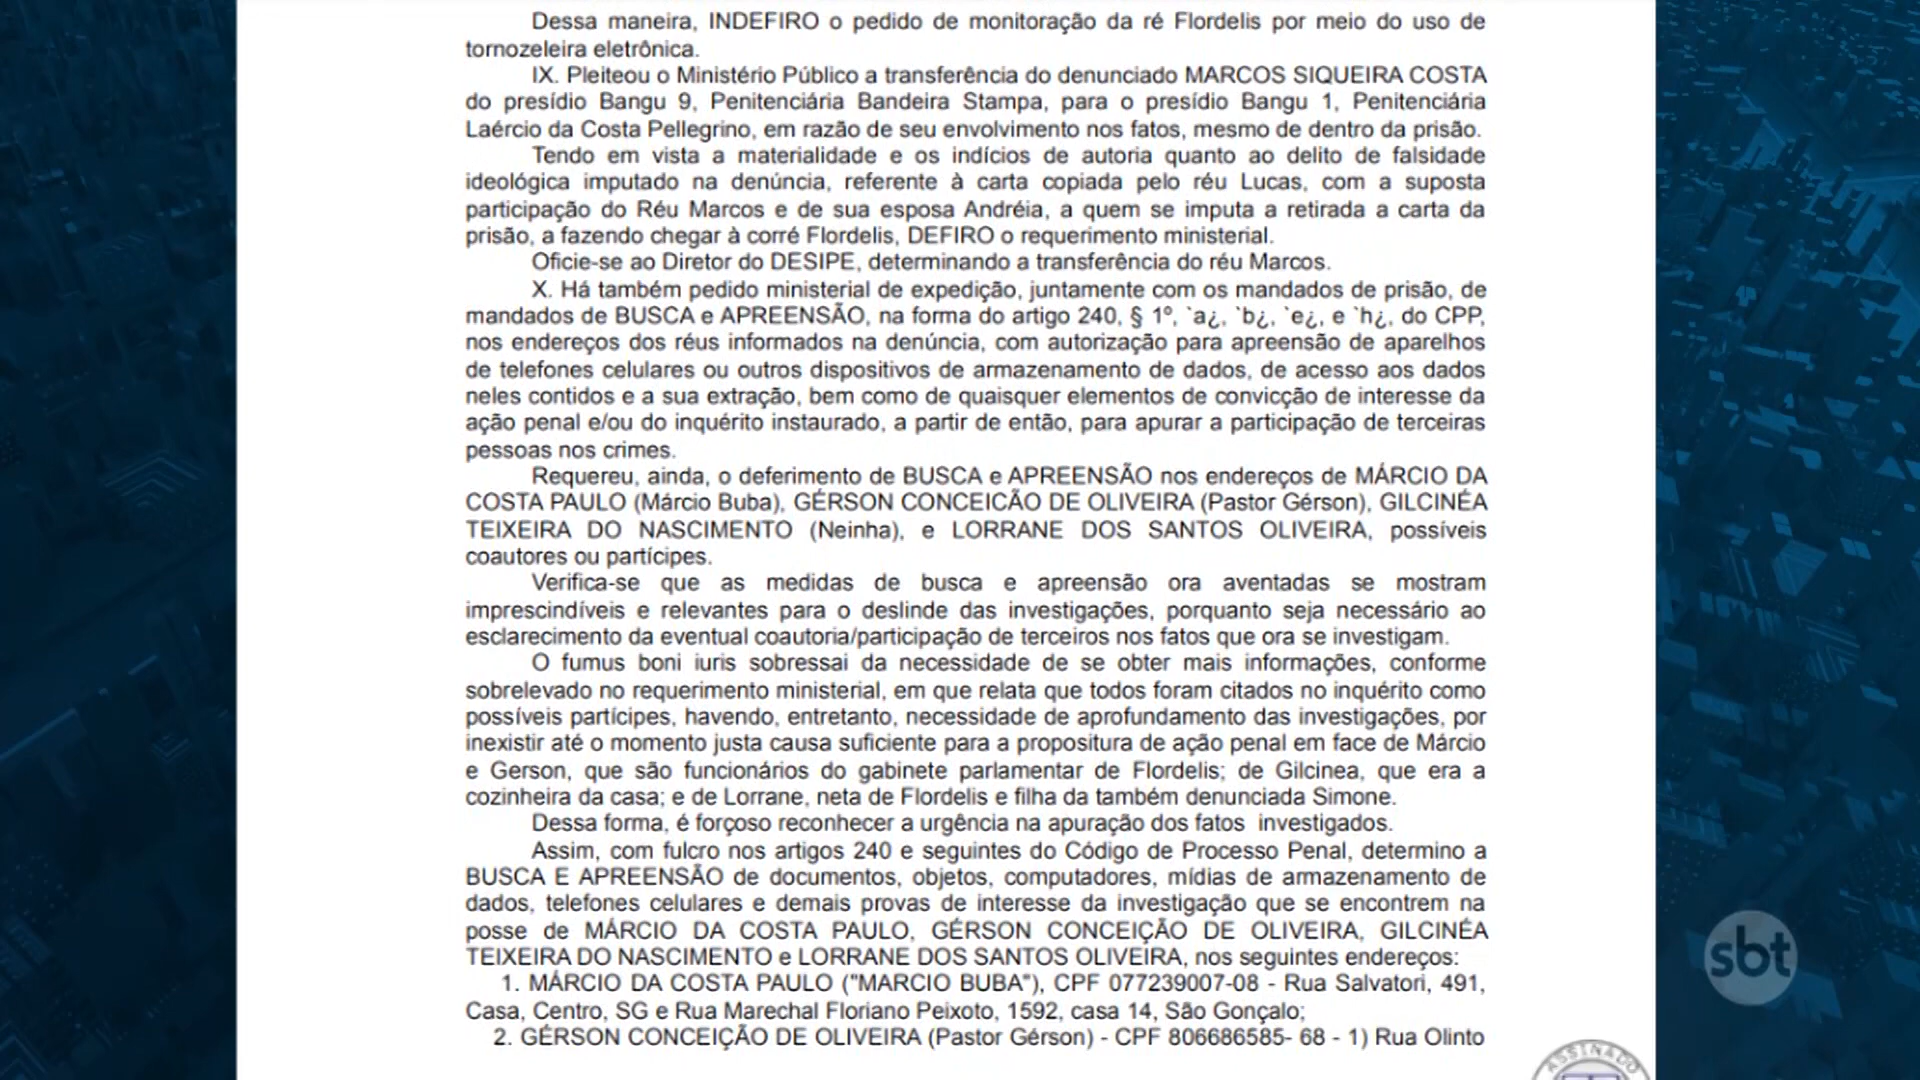 Dessa maneira, INDEFIRO o pedido de monitoração da ré Flordelis por meio do uso de
tornozeleira eletrônica.
IX. Pleiteou o Ministério Público a transferência do denunciado MARCOS SIQUEIRA COSTA
do presídio Bangu 9, Penitenciária Bandeira Stampa, para o presídio Bangu 1, Penitenciária
Laércio da Costa Pellegrino, em razão de seu envolvimento nos fatos, mesmo de dentro da prisão.
Tendo em vista a materialidade e os indícios de autoria quanto ao delito de falsidade
ideológica imputado na denúncia, referente à carta copiada pelo réu Lucas, com a suposta
participação do Réu Marcos e de sua esposa Andréia, a quem se imputa a retirada a carta da
prisão, a fazendo chegar à corré Flordelis, DEFIRO o requerimento ministerial.
Oficie-se ao Diretor do DESIPE, determinando a transferência do réu Marcos.
X. Há também pedido ministerial de expedição, juntamente com os mandados de prisão, de
mandados de BUSCA e APREENSÃO, na forma do artigo 240, § 1º, `a¿, `b¿, `e¿, e `h¿, do CPP,
nos endereços dos réus informados na denúncia, com autorização para apreensão de aparelhos
de telefones celulares ou outros dispositivos de armazenamento de dados, de acesso aos dados
neles contidos e a sua extração, bem como de quaisquer elementos de convicção de interesse da
ação penal e/ou do inquérito instaurado, a partir de então, para apurar a participação de terceiras
pessoas nos crimes.
Requereu, ainda, o deferimento de BUSCA e APREENSÃO nos endereços de MÁRCIO DA
COSTA PAULO (Márcio Buba), GÉRSON CONCEICÃO DE OLIVEIRA (Pastor Gérson), GILCINÉA
TEIXEIRA DO NASCIMENTO (Neinha), e LORRANE DOS SANTOS OLIVEIRA, possíveis
coautores ou partícipes.
Verifica-se que as medidas de busca e apreensão ora aventadas se mostram
imprescindíveis e relevantes para o deslinde das investigações, porquanto seja necessário ao
esclarecimento da eventual coautoria/participação de terceiros nos fatos que ora se investigam.
O fumus boni iuris sobressai da necessidade de se obter mais informações, conforme
sobrelevado no requerimento ministerial, em que relata que todos foram citados no inquérito como
possíveis partícipes, havendo, entretanto, necessidade de aprofundamento das investigações, por
inexistir até o momento justa causa suficiente para a propositura de ação penal em face de Márcio
e Gerson, que são funcionários do gabinete parlamentar de Flordelis; de Gilcinea, que era a
cozinheira da casa; e de Lorrane, neta de Flordelis e filha da também denunciada Simone.
Dessa forma, é forçoso reconhecer a urgência na apuração dos fatos investigados.
Assim, com fulcro nos artigos 240 e seguintes do Código de Processo Penal, determino a
BUSCA E APREENSÃO de documentos, objetos, computadores, mídias de armazenamento de
dados, telefones celulares e demais provas de interesse da investigação que se encontrem na
posse de MÁRCIO DA COSTA PAULO, GÉRSON CONCEIÇÃO DE OLIVEIRA, GILCINÉA
TEIXEIRA DO NASCIMENTO e LORRANE DOS SANTOS OLIVEIRA, nos seguintes endereços:
1. MÁRCIO DA COSTA PAULO ("MARCIO BUBA"), CPF 077239007-08 - Rua Salvatori, 491,
Casa, Centro, SG e Rua Marechal Floriano Peixoto, 1592, casa 14, São Gonçalo;
2. GÉRSON CONCEIÇÃO DE OLIVEIRA (Pastor Gérson) - CPF 806686585- 68 - 1) Rua Olinto
sbt
ASSINADO